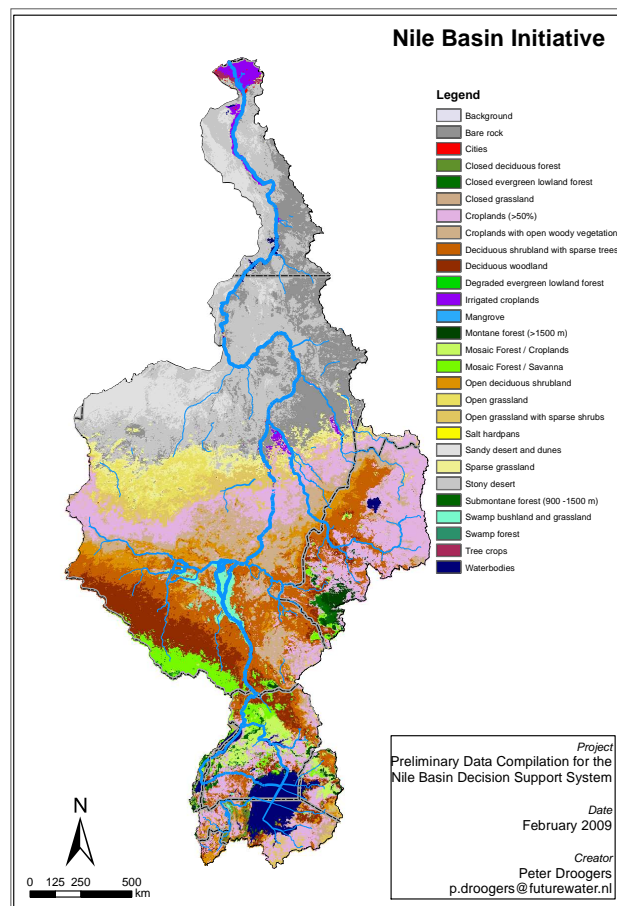 Nile Basin Initiative
Legend
Background
Bare rock
Cities
Closed deciduous forest
Closed evergreen lowland forest
Closed grassland
Croplands (>50%)
Croplands with open woody vegetation
Deciduous shrubland with sparse trees
Deciduous woodland
Degraded evergreen lowland forest
Irrigated croplands
Mangrove
Montane forest (>1500 m)
Mosaic Forest / Croplands
Mosaic Forest / Savanna
Open deciduous shrubland
Open grassland
Open grassland with sparse shrubs
Salt hardpans
Sandy desert and dunes
Sparse grassland
Stony desert
Submontane forest (900 -1500 m)
Swamp bushland and grassland
Swamp forest
Tree crops
Waterbodies
Project
Preliminary Data Compilation for the
Nile Basin Decision Support System
Date
February 2009
Creator
Peter Droogers
p.droogers@futurewater.nl
N
0 125 250 500
km